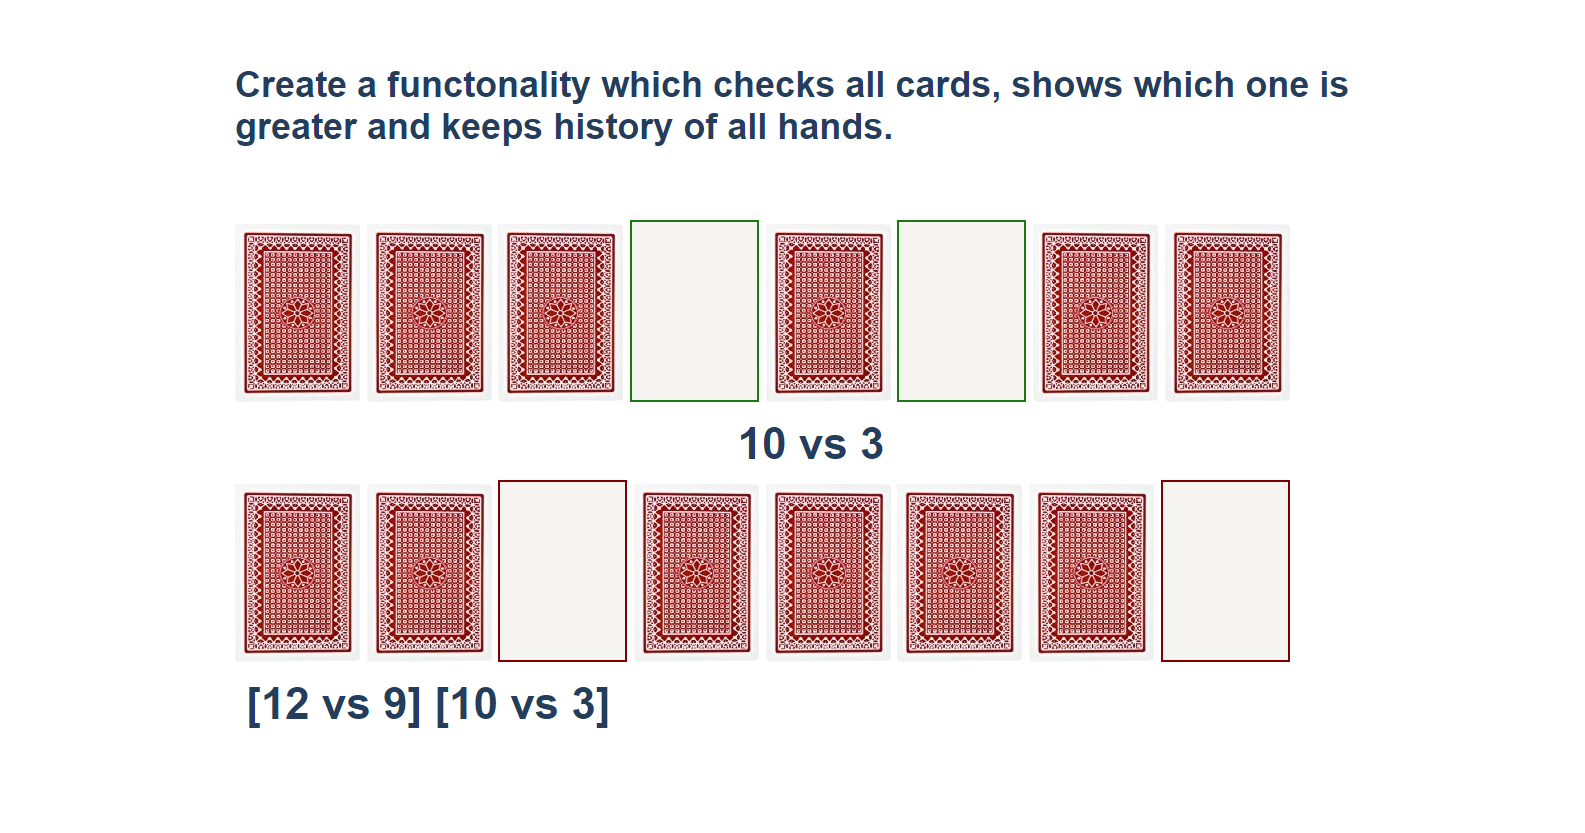 Create a functonality which checks all cards, shows which one is
greater and keeps history of all hands.
10 vs 3
[12 vs 9] [10 vs 3]